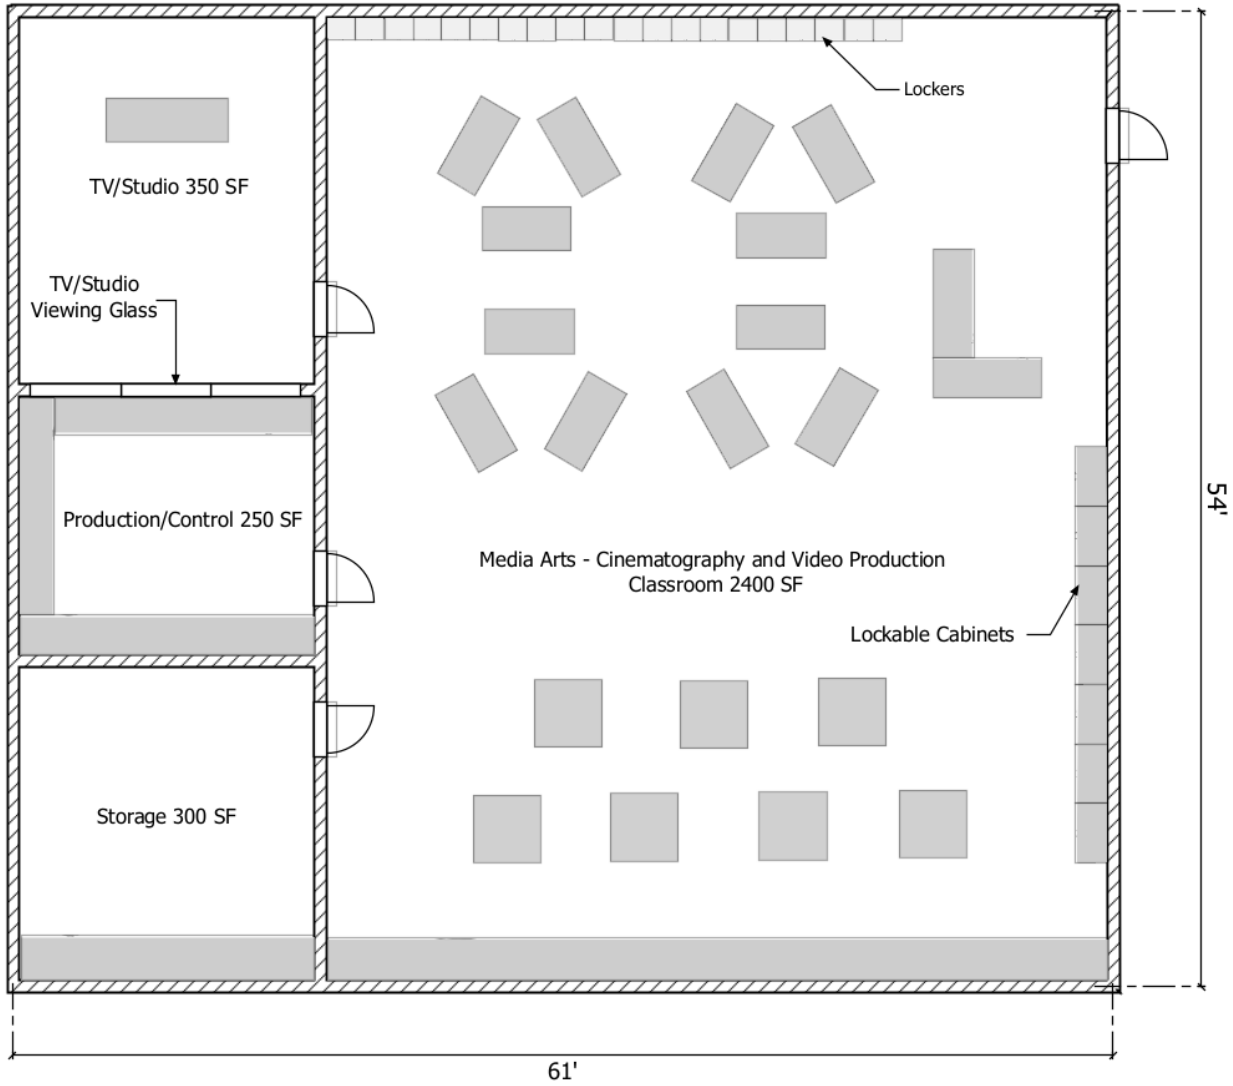 Lockers
TV/Studio 350 SF
TV/Studio
Viewing Glass
54'
Production/Control 250 SF
Media Arts - Cinematography and Video Production
Classroom 2400 SF
Lockable Cabinets
Storage 300 SF
61'